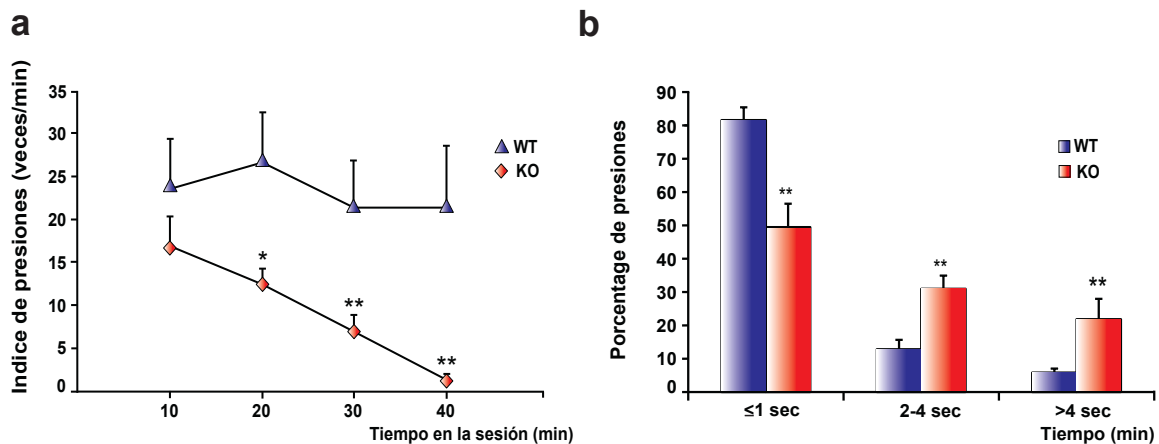 a
Indice de presiones (veces/min)
35
30
25
20
15
10
5
0
WT
KO
*
**
**
10 20 30 40
Tiempo en la sesión (min)
b
Porcentage de presiones
90
80
70
60
50
40
30
20
10
0
WT
KO
**
**
**
≤1 sec 2-4 sec >4 sec
Tiempo (min)